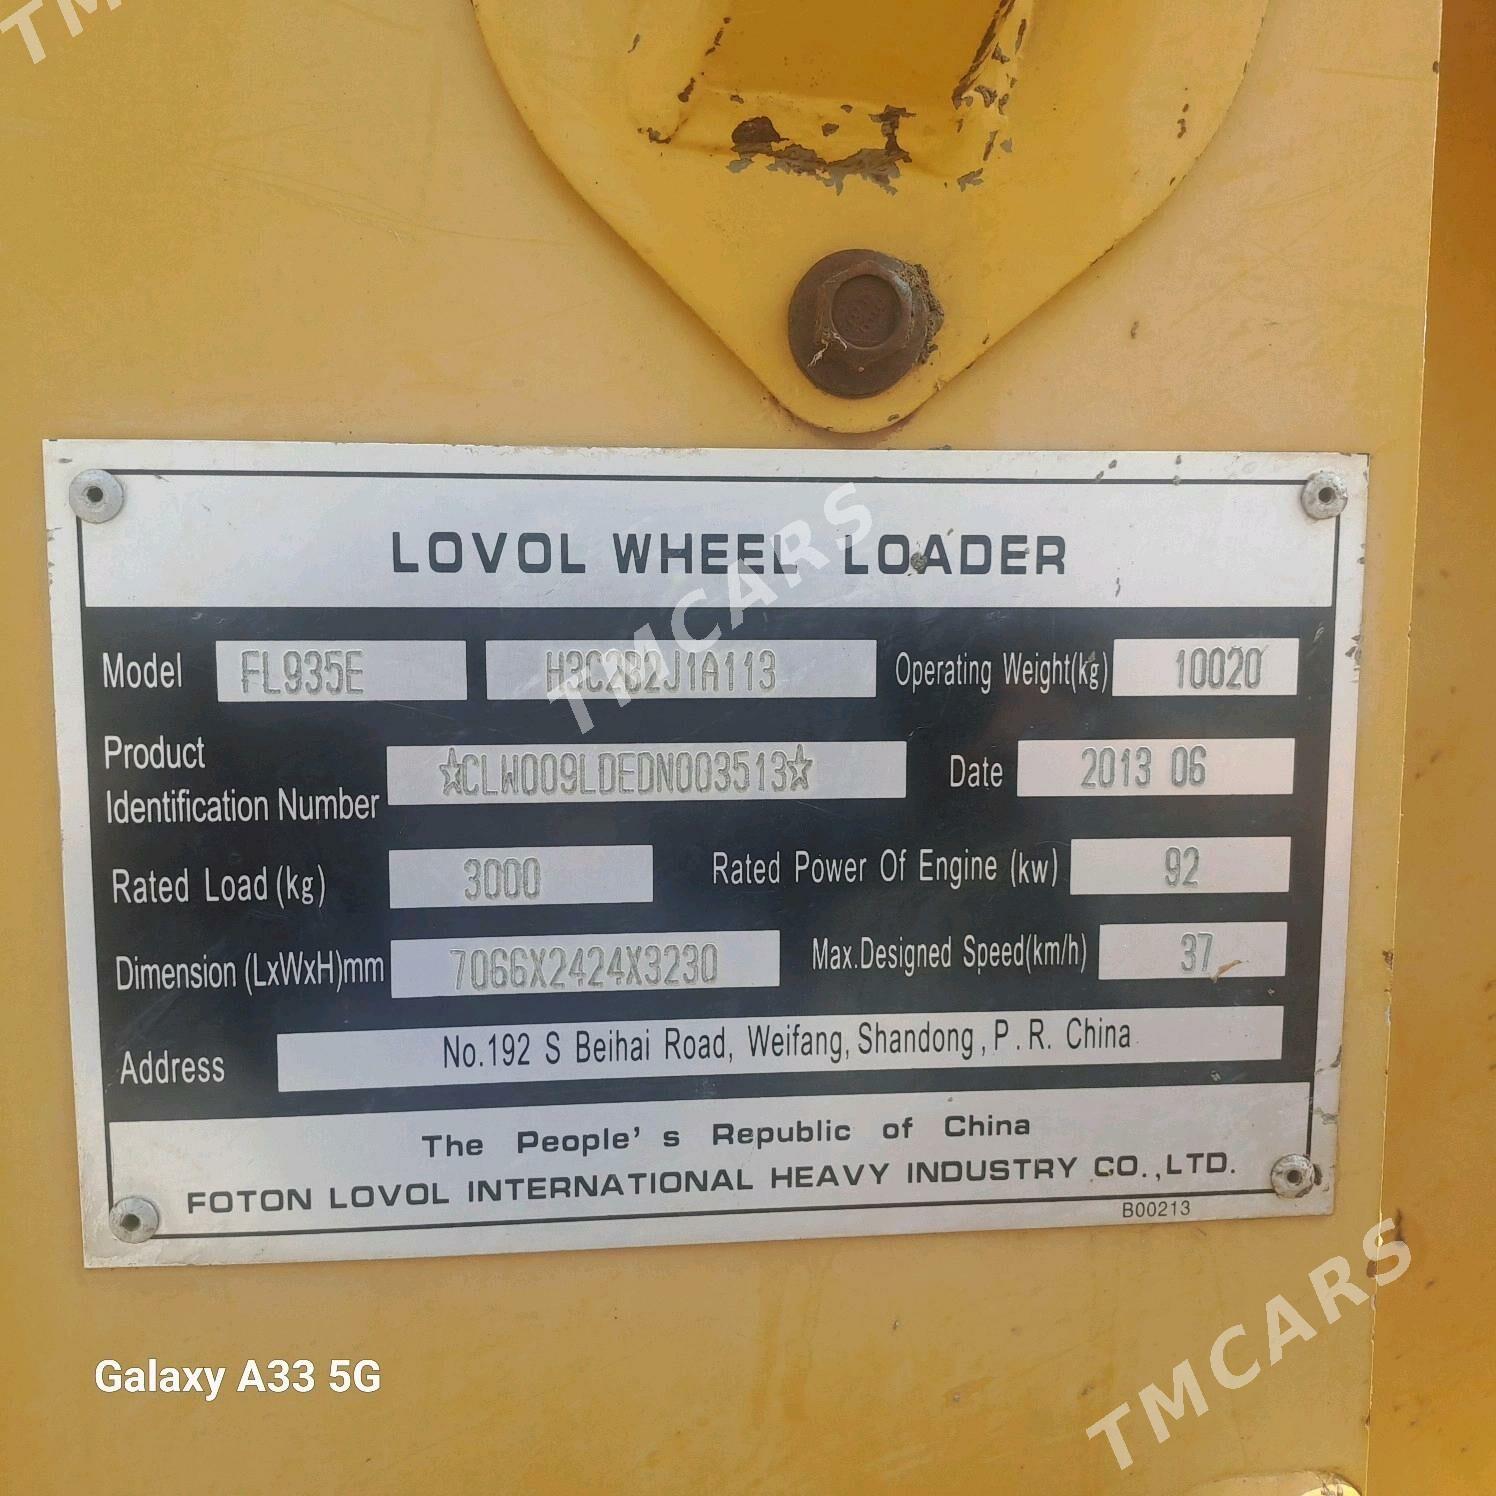 LOVOL WHEEL LOADER
Model FL935E H3C2B2J1A113 Operating Weight(kg) 10020
Product
Identification Number ☆CLW009LDEDN003513☆ Date 2013 06
Rated Load (kg) 3000 Rated Power Of Engine (kw) 92
Dimension (LxWxH)mm 7066X2424X3230 Max.Designed Speed(km/h) 37
Address No.192 S Beihai Road, Weifang, Shandong, P.R. China
The People's Republic of China
FOTON LOVOL INTERNATIONAL HEAVY INDUSTRY CO.,LTD.
B00213
Galaxy A33 5G
TMCARS
TMCARS